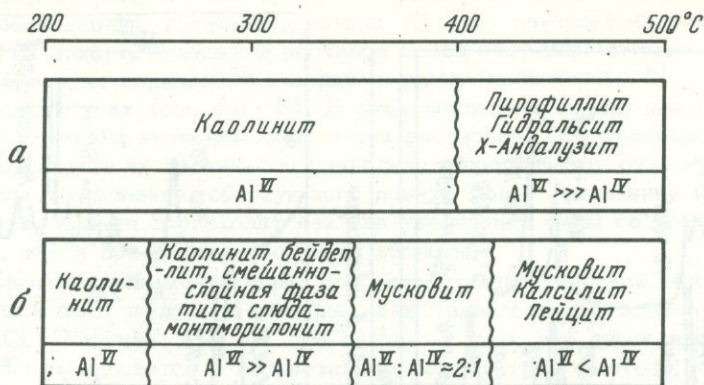 200 300 400 500 °C
а
Каолинит
Пирофиллит
Гидральсит
Х-Андалузит
Al VI
Al VI >>> Al IV
б
Каоли-
нит
Каолинит, бейдел-
-лит, смешанно-
слойная фаза
типа слюда-
монтмориллонит
Мусковит
Мусковит
Калсилит
Лейцит
Al VI
Al VI >> Al IV
Al VI : Al IV ≈ 2:1
Al VI < Al IV